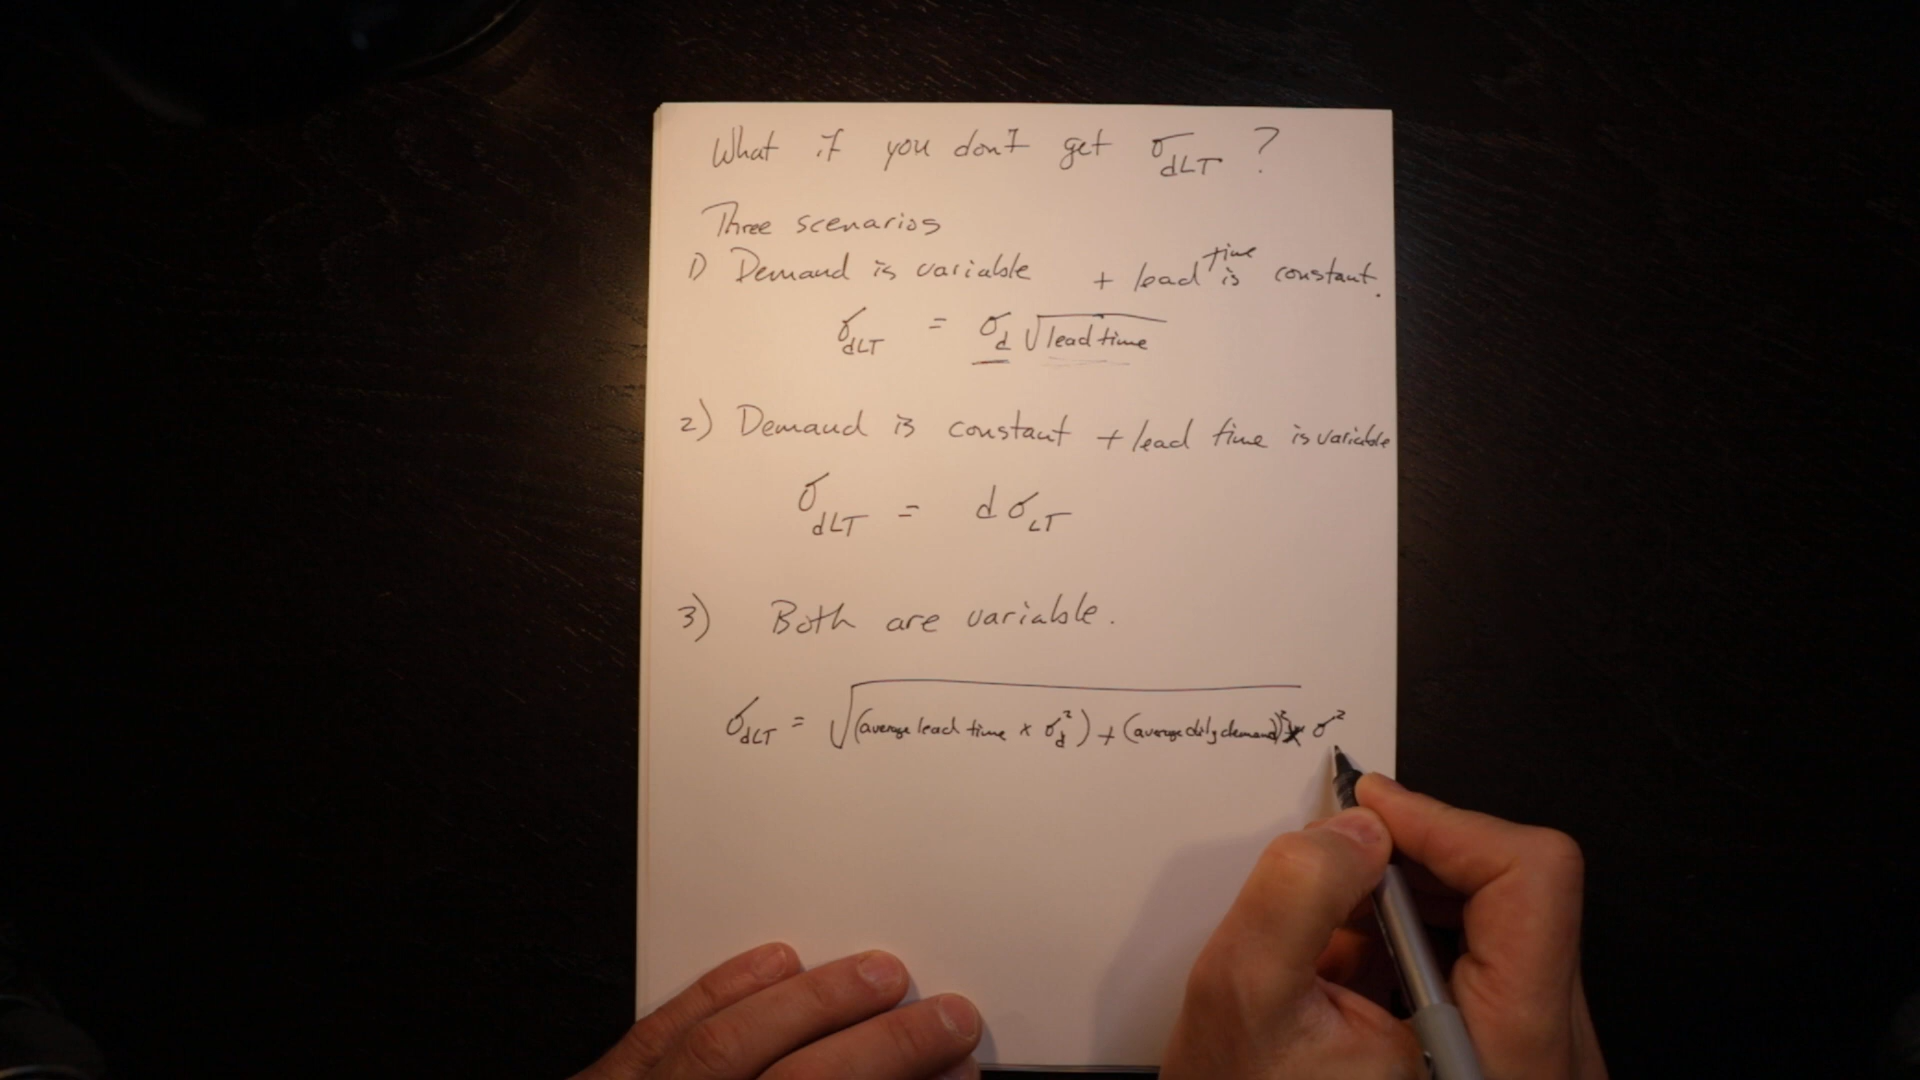 What if you don't get σdLT ?
Three scenarios
1) Demand is variable + lead time is constant.
σdLT = σd √lead time
2) Demand is constant + lead time is variable
σdLT = d σLT
3) Both are variable.
σdLT = √(average lead time x σd²) + (average daily demand)² x σ²